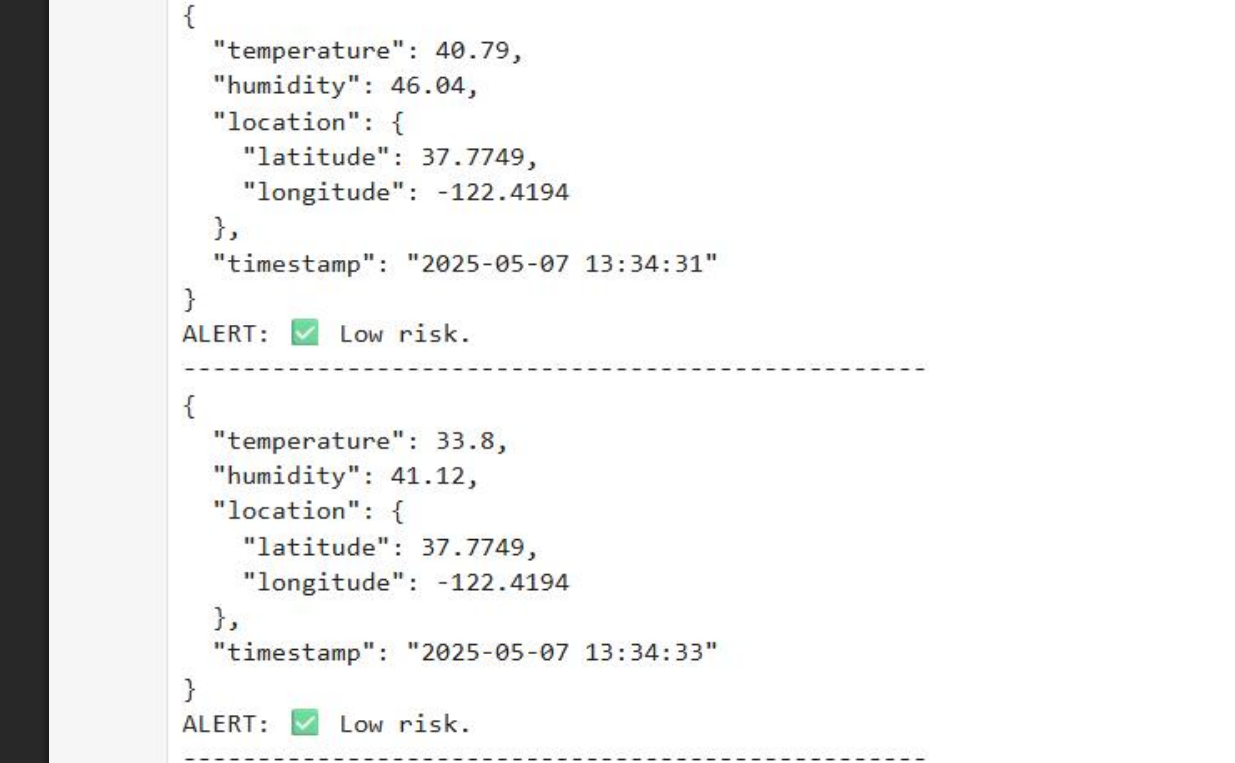 {
  "temperature": 40.79,
  "humidity": 46.04,
  "location": {
    "latitude": 37.7749,
    "longitude": -122.4194
  },
  "timestamp": "2025-05-07 13:34:31"
}
ALERT: ✅ Low risk.
--------------------------------------------------
{
  "temperature": 33.8,
  "humidity": 41.12,
  "location": {
    "latitude": 37.7749,
    "longitude": -122.4194
  },
  "timestamp": "2025-05-07 13:34:33"
}
ALERT: ✅ Low risk.
--------------------------------------------------